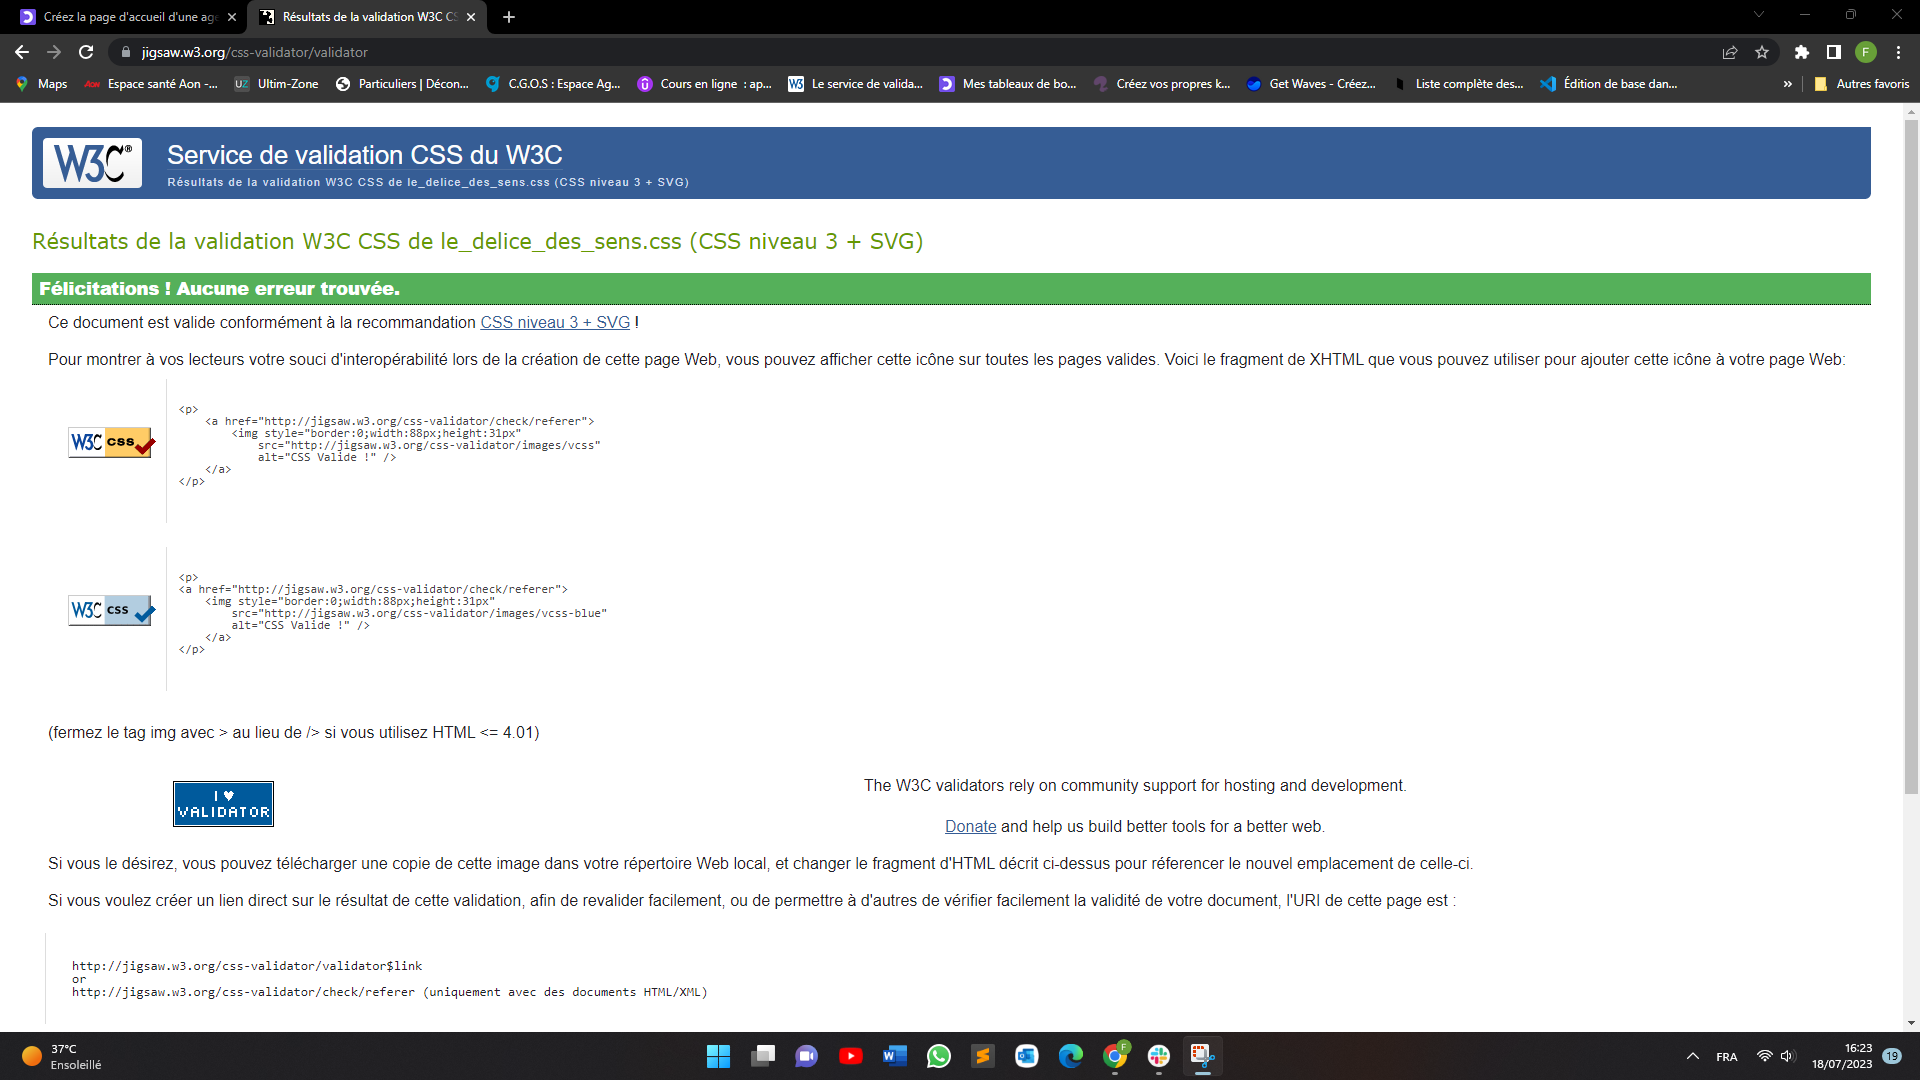 Créez la page d'accueil d'une age
Résultats de la validation W3C CS
jigsaw.w3.org/css-validator/validator
F
Maps
Aon
Espace santé Aon -...
UZ
Ultim-Zone
Particuliers | Décon...
C.G.O.S : Espace Ag...
Cours en ligne : ap...
W3
Le service de valida...
Mes tableaux de bo...
Créez vos propres k...
Get Waves - Créez...
Liste complète des...
Édition de base dan...
»
Autres favoris
W3C®
Service de validation CSS du W3C
Résultats de la validation W3C CSS de le_delice_des_sens.css (CSS niveau 3 + SVG)
Résultats de la validation W3C CSS de le_delice_des_sens.css (CSS niveau 3 + SVG)
Félicitations ! Aucune erreur trouvée.
Ce document est valide conformément à la recommandation CSS niveau 3 + SVG !
Pour montrer à vos lecteurs votre souci d'interopérabilité lors de la création de cette page Web, vous pouvez afficher cette icône sur toutes les pages valides. Voici le fragment de XHTML que vous pouvez utiliser pour ajouter cette icône à votre page Web:
W3C css
<p>
<a href="http://jigsaw.w3.org/css-validator/check/referer">
<img style="border:0;width:88px;height:31px"
src="http://jigsaw.w3.org/css-validator/images/vcss"
alt="CSS Valide !" />
</a>
</p>
W3C css
<p>
<a href="http://jigsaw.w3.org/css-validator/check/referer">
<img style="border:0;width:88px;height:31px"
src="http://jigsaw.w3.org/css-validator/images/vcss-blue"
alt="CSS Valide !" />
</a>
</p>
(fermez le tag img avec > au lieu de /> si vous utilisez HTML <= 4.01)
I ♥
VALIDATOR
The W3C validators rely on community support for hosting and development.
Donate and help us build better tools for a better web.
Si vous le désirez, vous pouvez télécharger une copie de cette image dans votre répertoire Web local, et changer le fragment d'HTML décrit ci-dessus pour réferencer le nouvel emplacement de celle-ci.
Si vous voulez créer un lien direct sur le résultat de cette validation, afin de revalider facilement, ou de permettre à d'autres de vérifier facilement la validité de votre document, l'URI de cette page est :
http://jigsaw.w3.org/css-validator/validator$link
or
http://jigsaw.w3.org/css-validator/check/referer (uniquement avec des documents HTML/XML)
37°C
Ensoleillé
F
FRA
16:23
18/07/2023
19